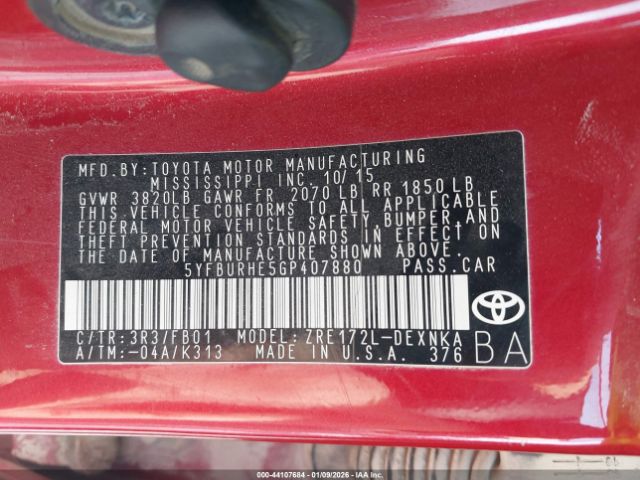 MFD. BY: TOYOTA MOTOR MANUFACTURING
MISSISSIPPI INC. 10/15
GVWR 3820LB GAWR FR 2070 LB RR 1850 LB
THIS VEHICLE CONFORMS TO ALL APPLICABLE
FEDERAL MOTOR VEHICLE SAFETY, BUMPER AND
THEFT PREVENTION STANDARDS IN EFFECT ON
THE DATE OF MANUFACTURE SHOWN ABOVE.
5YFBURHE5GP407880 PASS. CAR
C/TR: 3R3/FB01 MODEL: ZRE172L-DEXNKA
A/TM: -04A/K313 MADE IN U.S.A. 376
BA
000-44107684 01/09/2026 - IAA Inc.